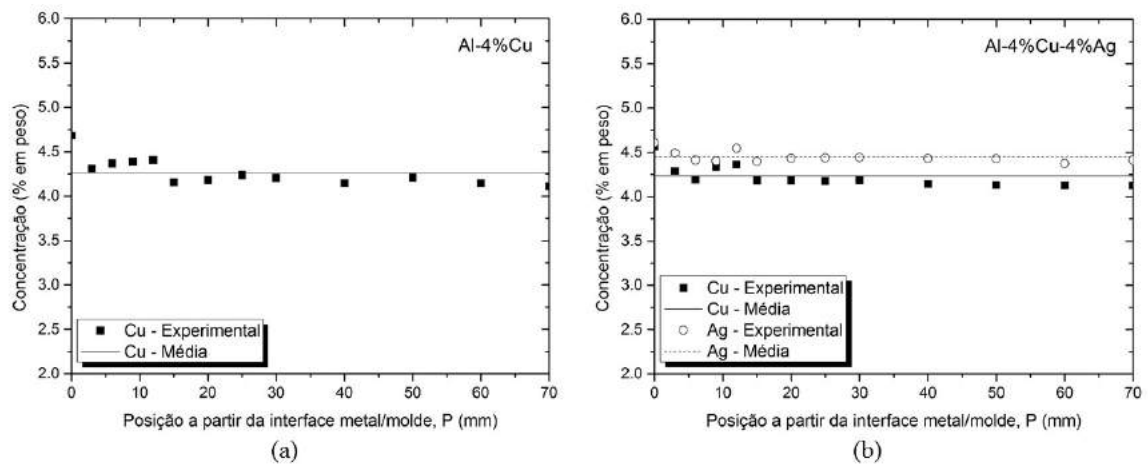 Al-4%Cu
Concentração (% em peso)
6.0
5.5
5.0
4.5
4.0
3.5
3.0
2.5
2.0
Cu - Experimental
Cu - Média
0 10 20 30 40 50 60 70
Posição a partir da interface metal/molde, P (mm)
(a)
Al-4%Cu-4%Ag
Concentração (% em peso)
6.0
5.5
5.0
4.5
4.0
3.5
3.0
2.5
2.0
Cu - Experimental
Cu - Média
Ag - Experimental
Ag - Média
0 10 20 30 40 50 60 70
Posição a partir da interface metal/molde, P (mm)
(b)